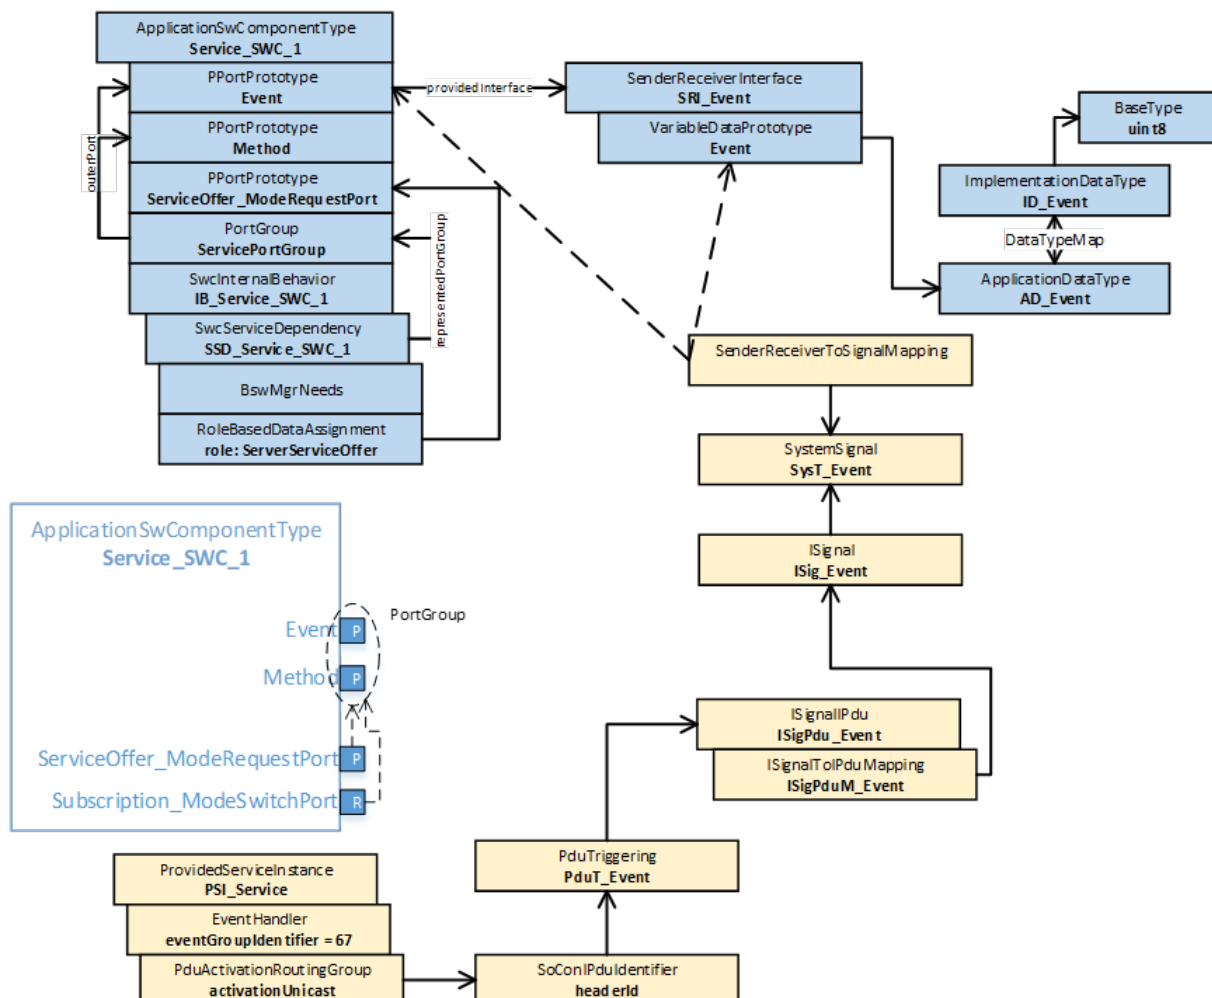 ApplicationSwComponentType
Service_SWC_1
PPortPrototype
Event
PPortPrototype
Method
PPortPrototype
ServiceOffer_ModeRequestPort
PortGroup
ServicePortGroup
SwcInternalBehavior
IB_Service_SWC_1
SwcServiceDependency
SSD_Service_SWC_1
BswMgrNeeds
RoleBasedDataAssignment
role: ServerServiceOffer
outerPort
representedPortGroup
providedInterface
SenderReceiverInterface
SRI_Event
VariableDataPrototype
Event
BaseType
uint8
ImplementationDataType
ID_Event
DataTypeMap
ApplicationDataType
AD_Event
SenderReceiverToSignalMapping
SystemSignal
SysT_Event
ISignal
ISig_Event
ISignalIPdu
ISigPdu_Event
ISignalToIPduMapping
ISigPduM_Event
ApplicationSwComponentType
Service_SWC_1
PortGroup
Event P
Method P
ServiceOffer_ModeRequestPort P
Subscription_ModeSwitchPort R
PduTriggering
PduT_Event
ProvidedServiceInstance
PSI_Service
EventHandler
eventGroupIdentifier = 67
PduActivationRoutingGroup
activationUnicast
SoConIPduIdentifier
headerId